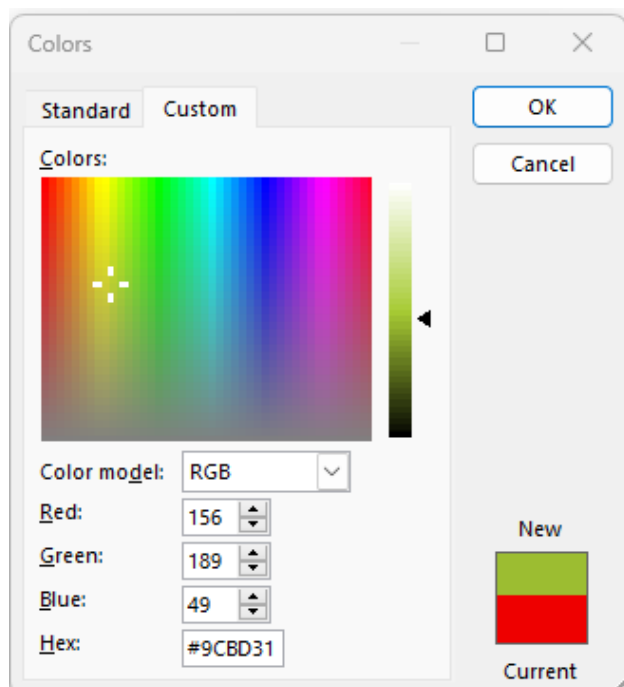 Colors
Standard Custom
OK
Cancel
Colors:
Color model: RGB
Red: 156
Green: 189
Blue: 49
Hex: #9CBD31
New
Current